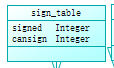 sign_table
signed Integer
cansign Integer